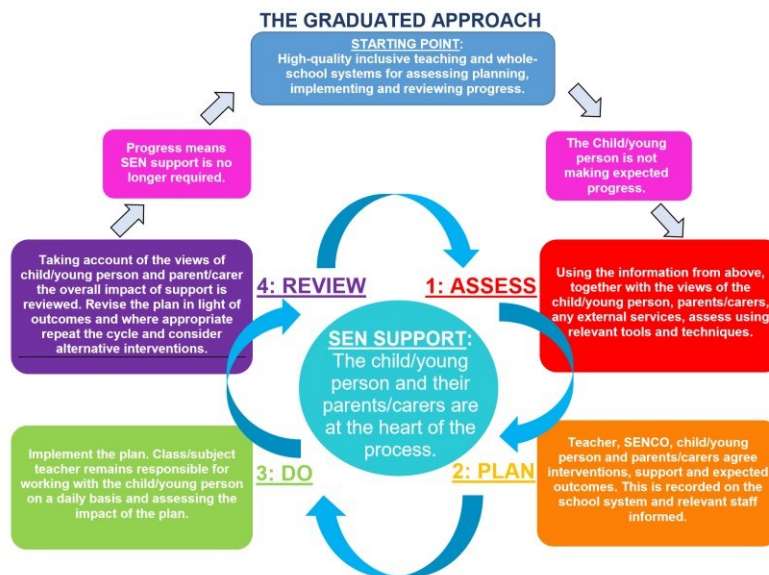 THE GRADUATED APPROACH
STARTING POINT:
High-quality inclusive teaching and whole-
school systems for assessing planning,
implementing and reviewing progress.
Progress means
SEN support is no
longer required.
The Child/young
person is not
making expected
progress.
Taking account of the views of
child/young person and parent/carer
the overall impact of support is
reviewed. Revise the plan in light of
outcomes and where appropriate
repeat the cycle and consider
alternative interventions.
4: REVIEW
1: ASSESS
Using the information from above,
together with the views of the
child/young person, parents/carers,
any external services, assess using
relevant tools and techniques.
SEN SUPPORT:
The child/young
person and their
parents/carers are
at the heart of the
process.
Implement the plan. Class/subject
teacher remains responsible for
working with the child/young person
on a daily basis and assessing the
impact of the plan.
3: DO
2: PLAN
Teacher, SENCO, child/young
person and parents/carers agree
interventions, support and expected
outcomes. This is recorded on the
school system and relevant staff
informed.